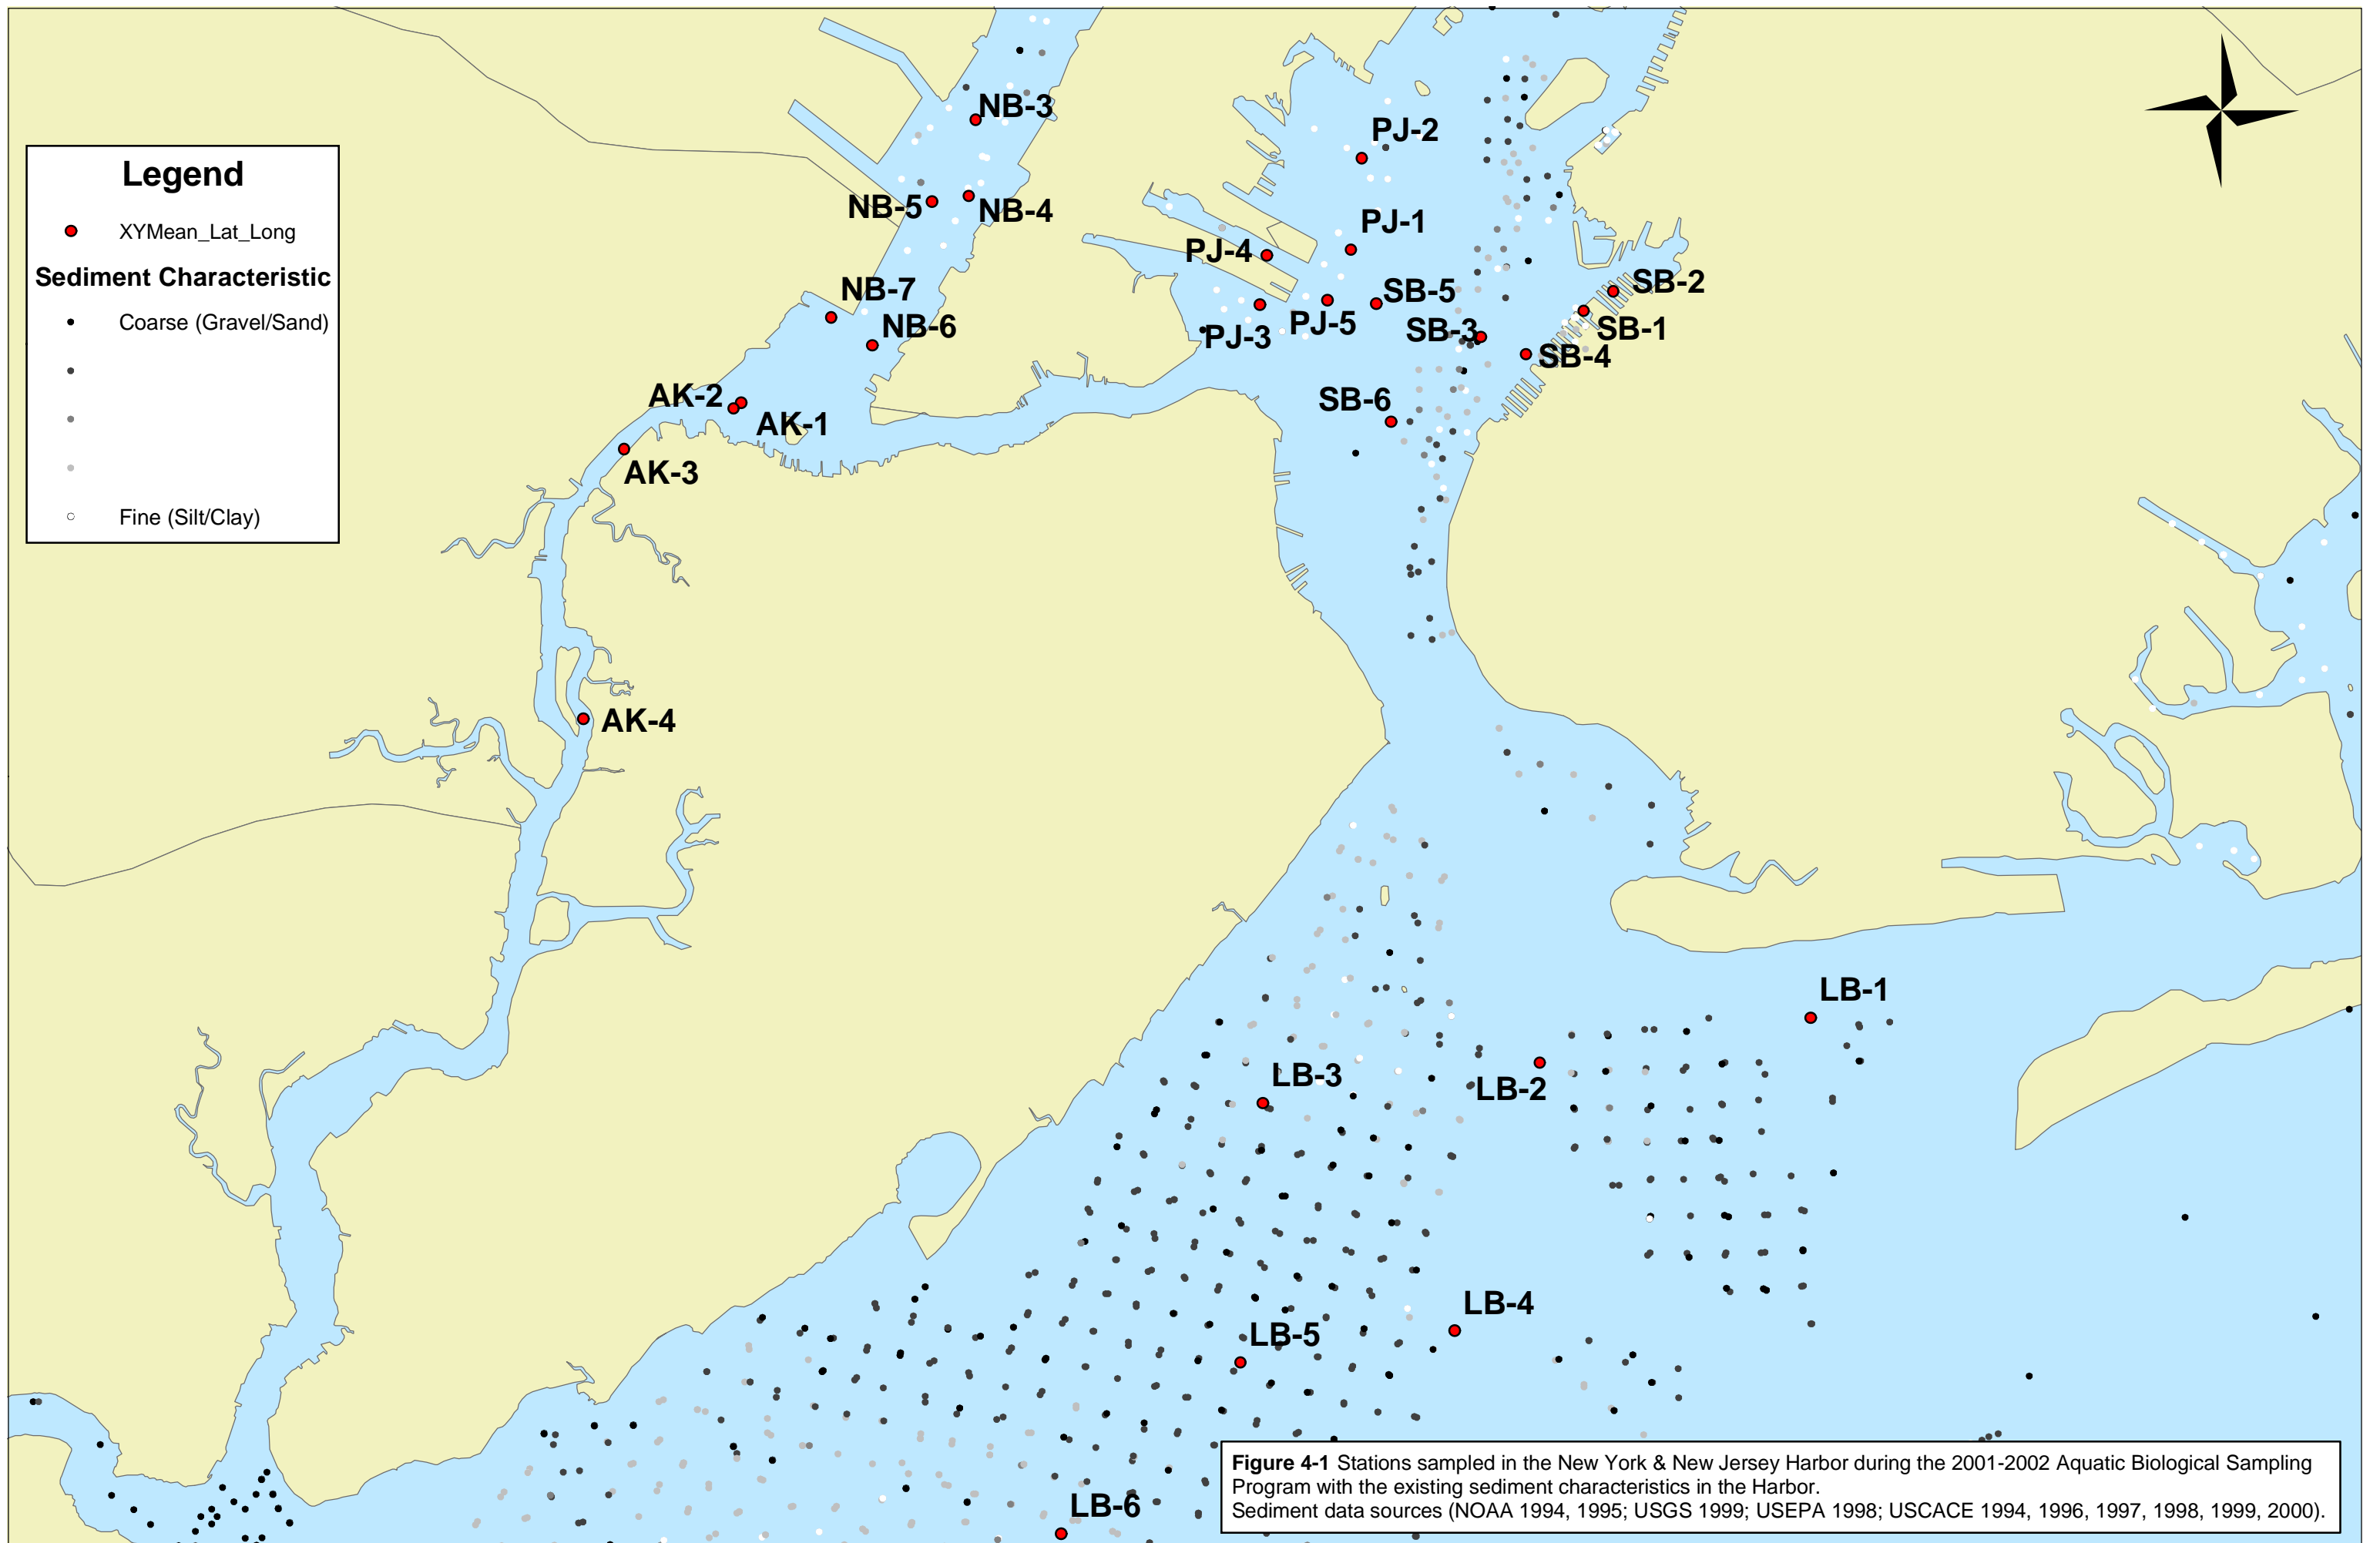 NB-3
PJ-2
Legend
NB-5
NB-4
PJ-1
XYMean_Lat_Long
PJ-4
Sediment Characteristic
SB-2
NB-7
SB-5
Coarse (Gravel/Sand)
NB-6
PJ-3
PJ-5
SB-3
SB-1
SB-4
AK-2
SB-6
AK-1
AK-3
Fine (Silt/Clay)
AK-4
LB-1
LB-3
LB-2
LB-4
LB-5
LB-6
Figure 4-1 Stations sampled in the New York & New Jersey Harbor during the 2001-2002 Aquatic Biological Sampling
Program with the existing sediment characteristics in the Harbor.
Sediment data sources (NOAA 1994, 1995; USGS 1999; USEPA 1998; USCACE 1994, 1996, 1997, 1998, 1999, 2000).